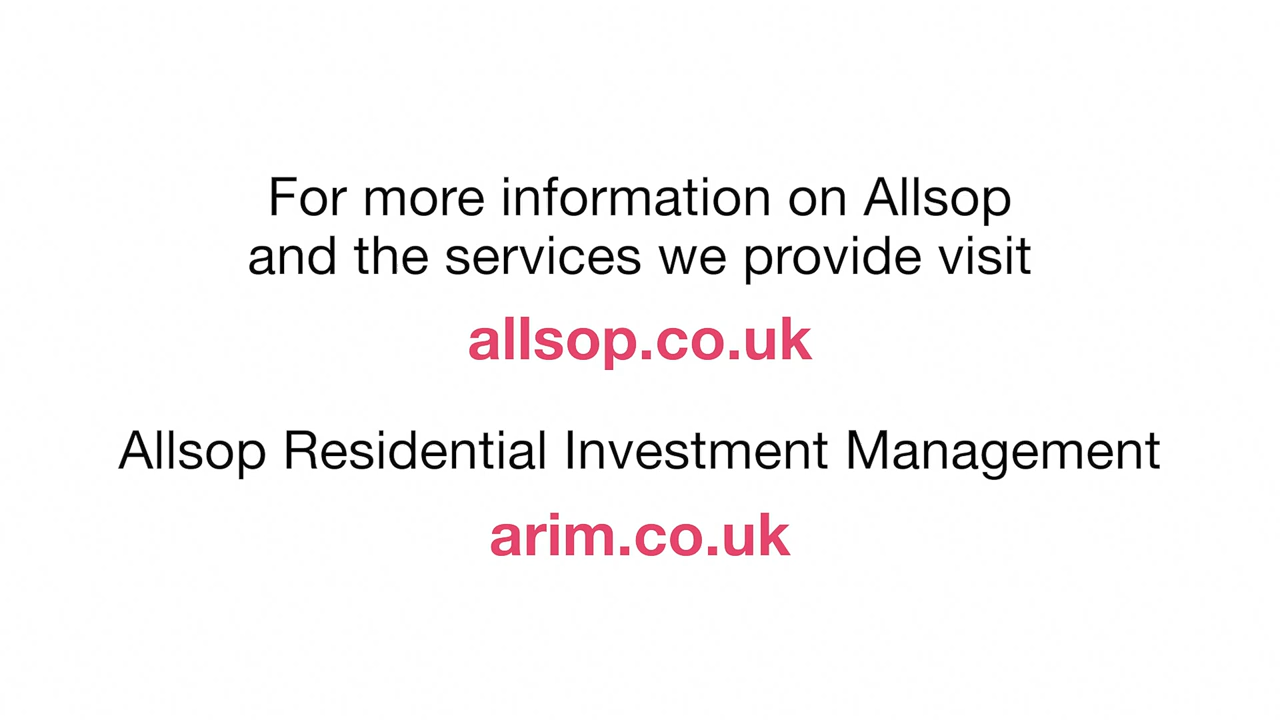 For more information on Allsop
and the services we provide visit
allsop.co.uk
Allsop Residential Investment Management
arim.co.uk